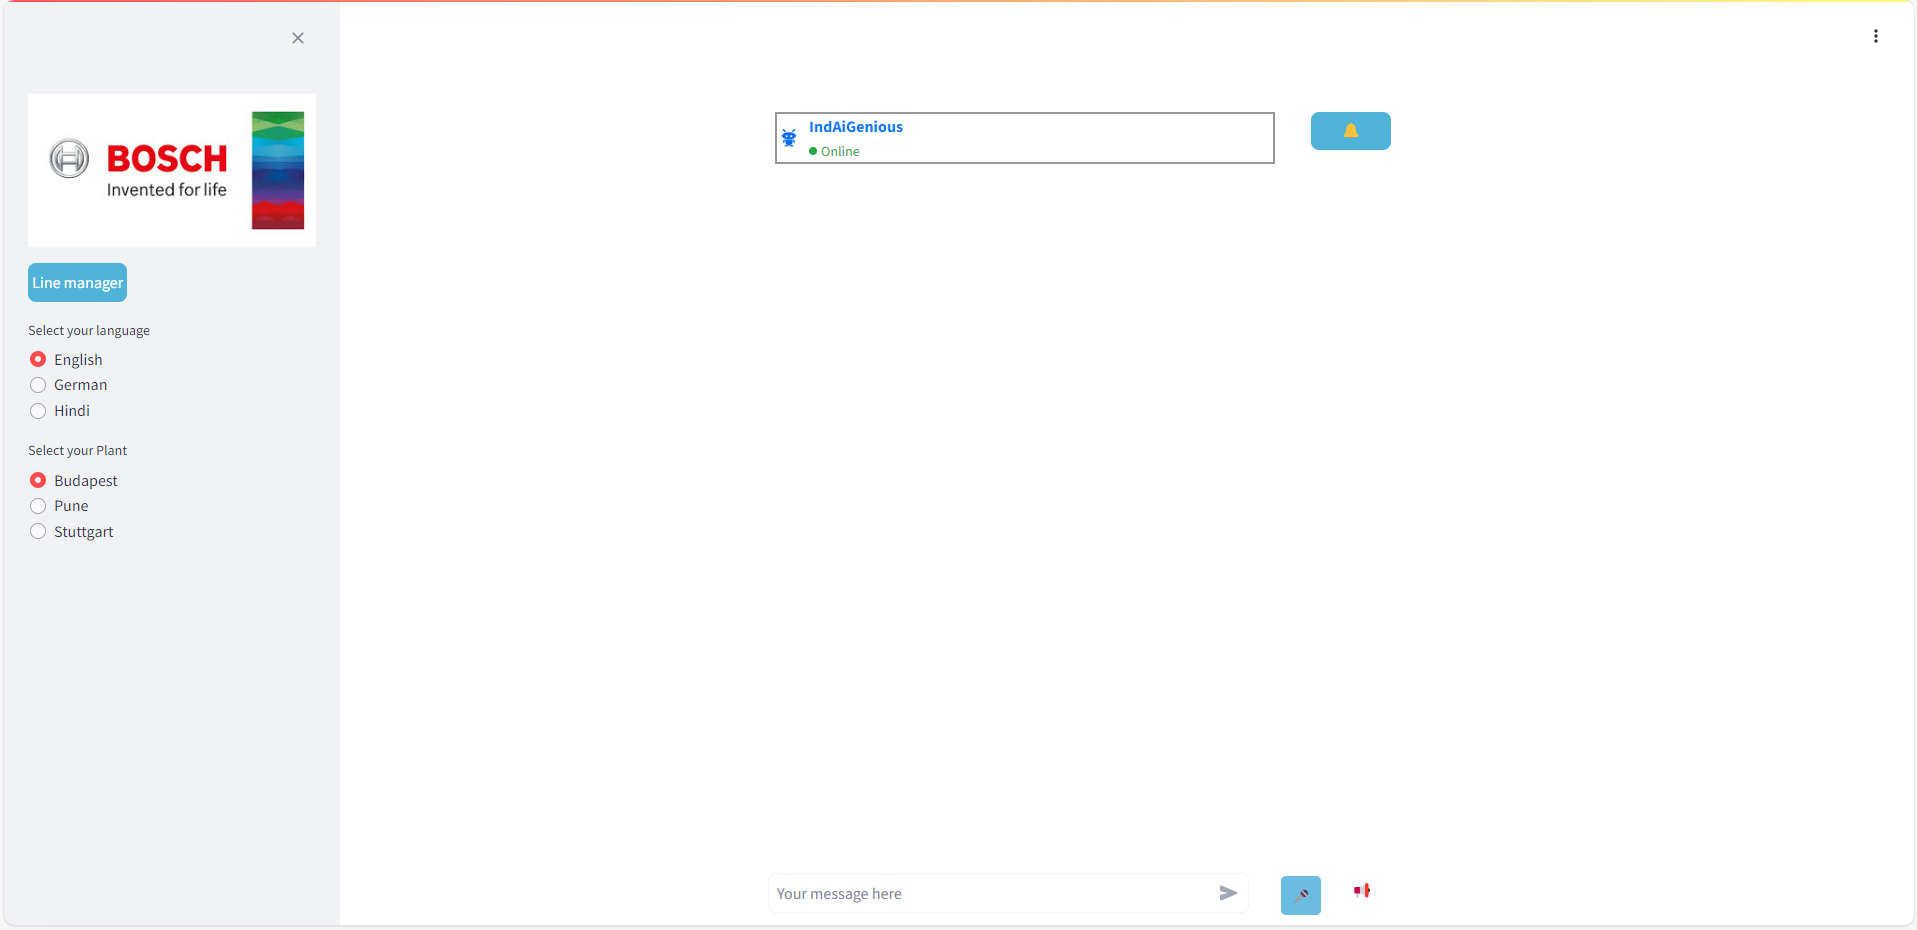 BOSCH
Invented for life
Line manager
Select your language
English
German
Hindi
Select your Plant
Budapest
Pune
Stuttgart
IndAiGenious
Online
Your message here